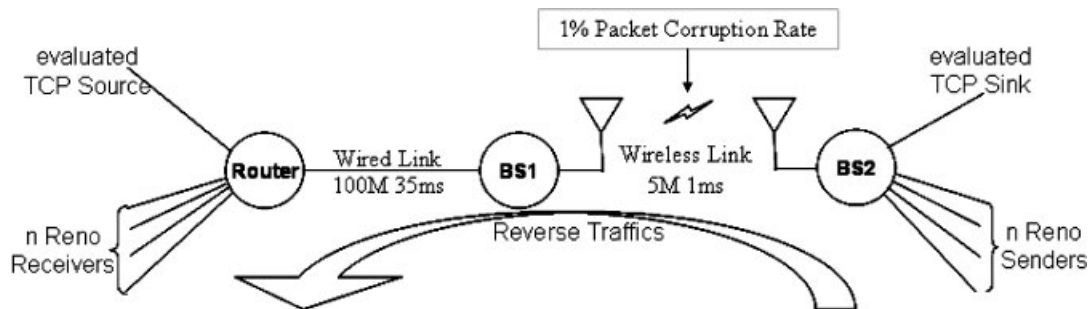 1% Packet Corruption Rate
evaluated
TCP Source
evaluated
TCP Sink
Router
Wired Link
100M 35ms
BS1
Wireless Link
5M 1ms
BS2
n Reno
Receivers
Reverse Traffics
n Reno
Senders